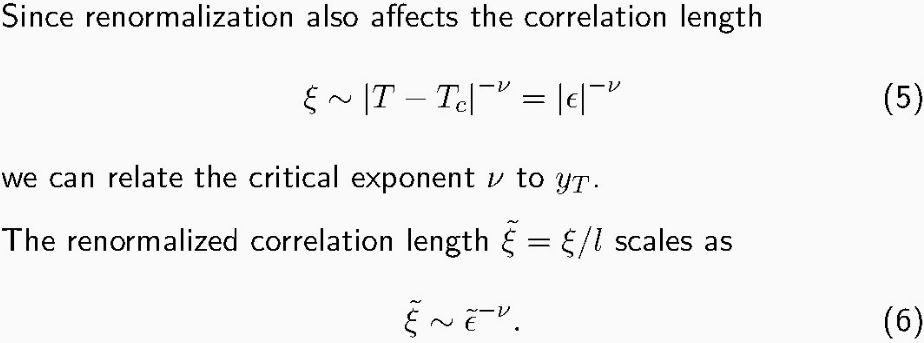 Since renormalization also affects the correlation length
ξ ∼ |T − T_c|^{−ν} = |ϵ|^{−ν} (5)
we can relate the critical exponent ν to y_T.
The renormalized correlation length ξ̃ = ξ/l scales as
ξ̃ ∼ ϵ̃^{−ν}. (6)